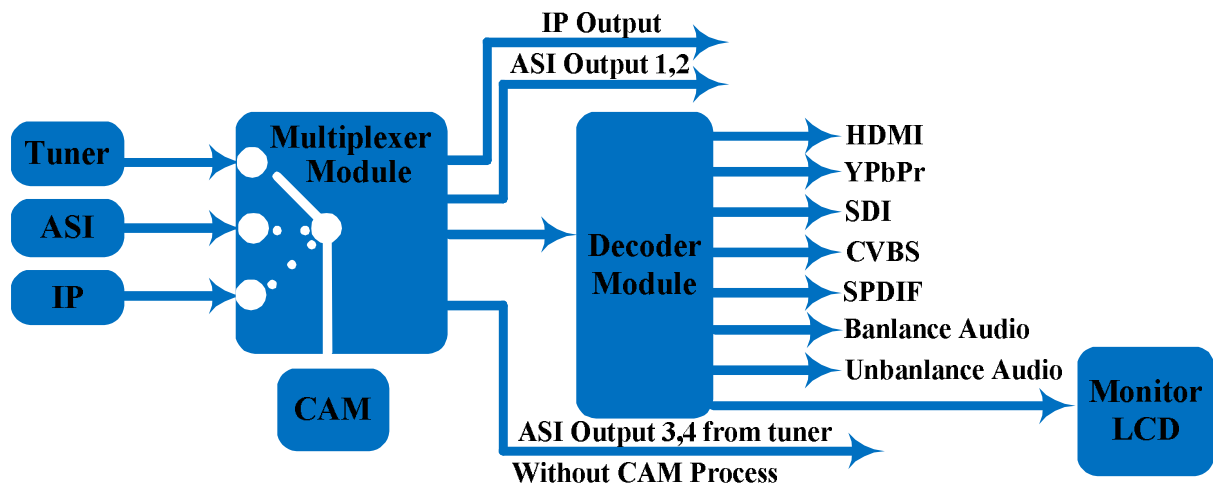 IP Output
ASI Output 1,2
Tuner
ASI
IP
Multiplexer
Module
CAM
Decoder
Module
HDMI
YPbPr
SDI
CVBS
SPDIF
Banlance Audio
Unbanlance Audio
Monitor
LCD
ASI Output 3,4 from tuner
Without CAM Process